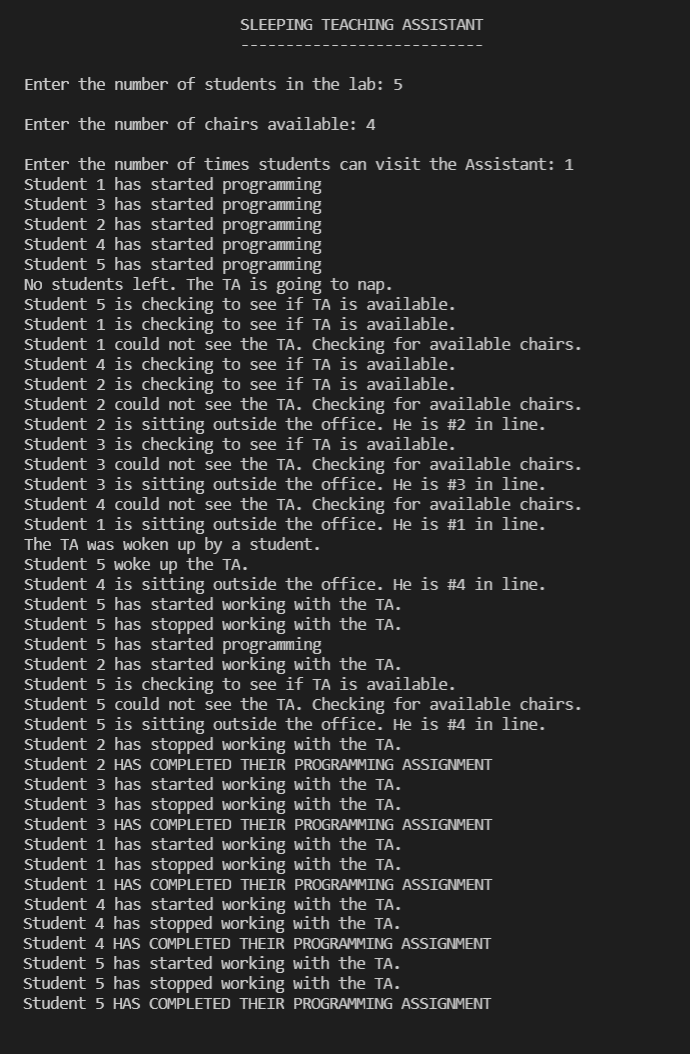 SLEEPING TEACHING ASSISTANT
---------------------------
Enter the number of students in the lab: 5
Enter the number of chairs available: 4
Enter the number of times students can visit the Assistant: 1
Student 1 has started programming
Student 3 has started programming
Student 2 has started programming
Student 4 has started programming
Student 5 has started programming
No students left. The TA is going to nap.
Student 5 is checking to see if TA is available.
Student 1 is checking to see if TA is available.
Student 1 could not see the TA. Checking for available chairs.
Student 4 is checking to see if TA is available.
Student 2 is checking to see if TA is available.
Student 2 could not see the TA. Checking for available chairs.
Student 2 is sitting outside the office. He is #2 in line.
Student 3 is checking to see if TA is available.
Student 3 could not see the TA. Checking for available chairs.
Student 3 is sitting outside the office. He is #3 in line.
Student 4 could not see the TA. Checking for available chairs.
Student 1 is sitting outside the office. He is #1 in line.
The TA was woken up by a student.
Student 5 woke up the TA.
Student 4 is sitting outside the office. He is #4 in line.
Student 5 has started working with the TA.
Student 5 has stopped working with the TA.
Student 5 has started programming
Student 2 has started working with the TA.
Student 5 is checking to see if TA is available.
Student 5 could not see the TA. Checking for available chairs.
Student 5 is sitting outside the office. He is #4 in line.
Student 2 has stopped working with the TA.
Student 2 HAS COMPLETED THEIR PROGRAMMING ASSIGNMENT
Student 3 has started working with the TA.
Student 3 has stopped working with the TA.
Student 3 HAS COMPLETED THEIR PROGRAMMING ASSIGNMENT
Student 1 has started working with the TA.
Student 1 has stopped working with the TA.
Student 1 HAS COMPLETED THEIR PROGRAMMING ASSIGNMENT
Student 4 has started working with the TA.
Student 4 has stopped working with the TA.
Student 4 HAS COMPLETED THEIR PROGRAMMING ASSIGNMENT
Student 5 has started working with the TA.
Student 5 has stopped working with the TA.
Student 5 HAS COMPLETED THEIR PROGRAMMING ASSIGNMENT